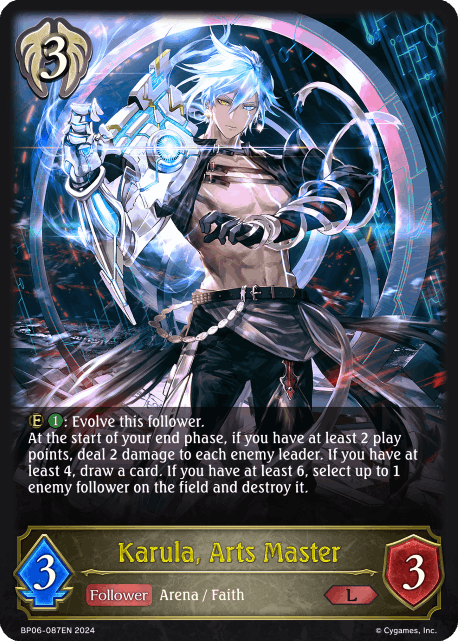 3
E 1: Evolve this follower.
At the start of your end phase, if you have at least 2 play
points, deal 2 damage to each enemy leader. If you have at
least 4, draw a card. If you have at least 6, select up to 1
enemy follower on the field and destroy it.
Karula, Arts Master
3
Follower Arena / Faith L
3
BP06-087EN 2024 © Cygames, Inc.